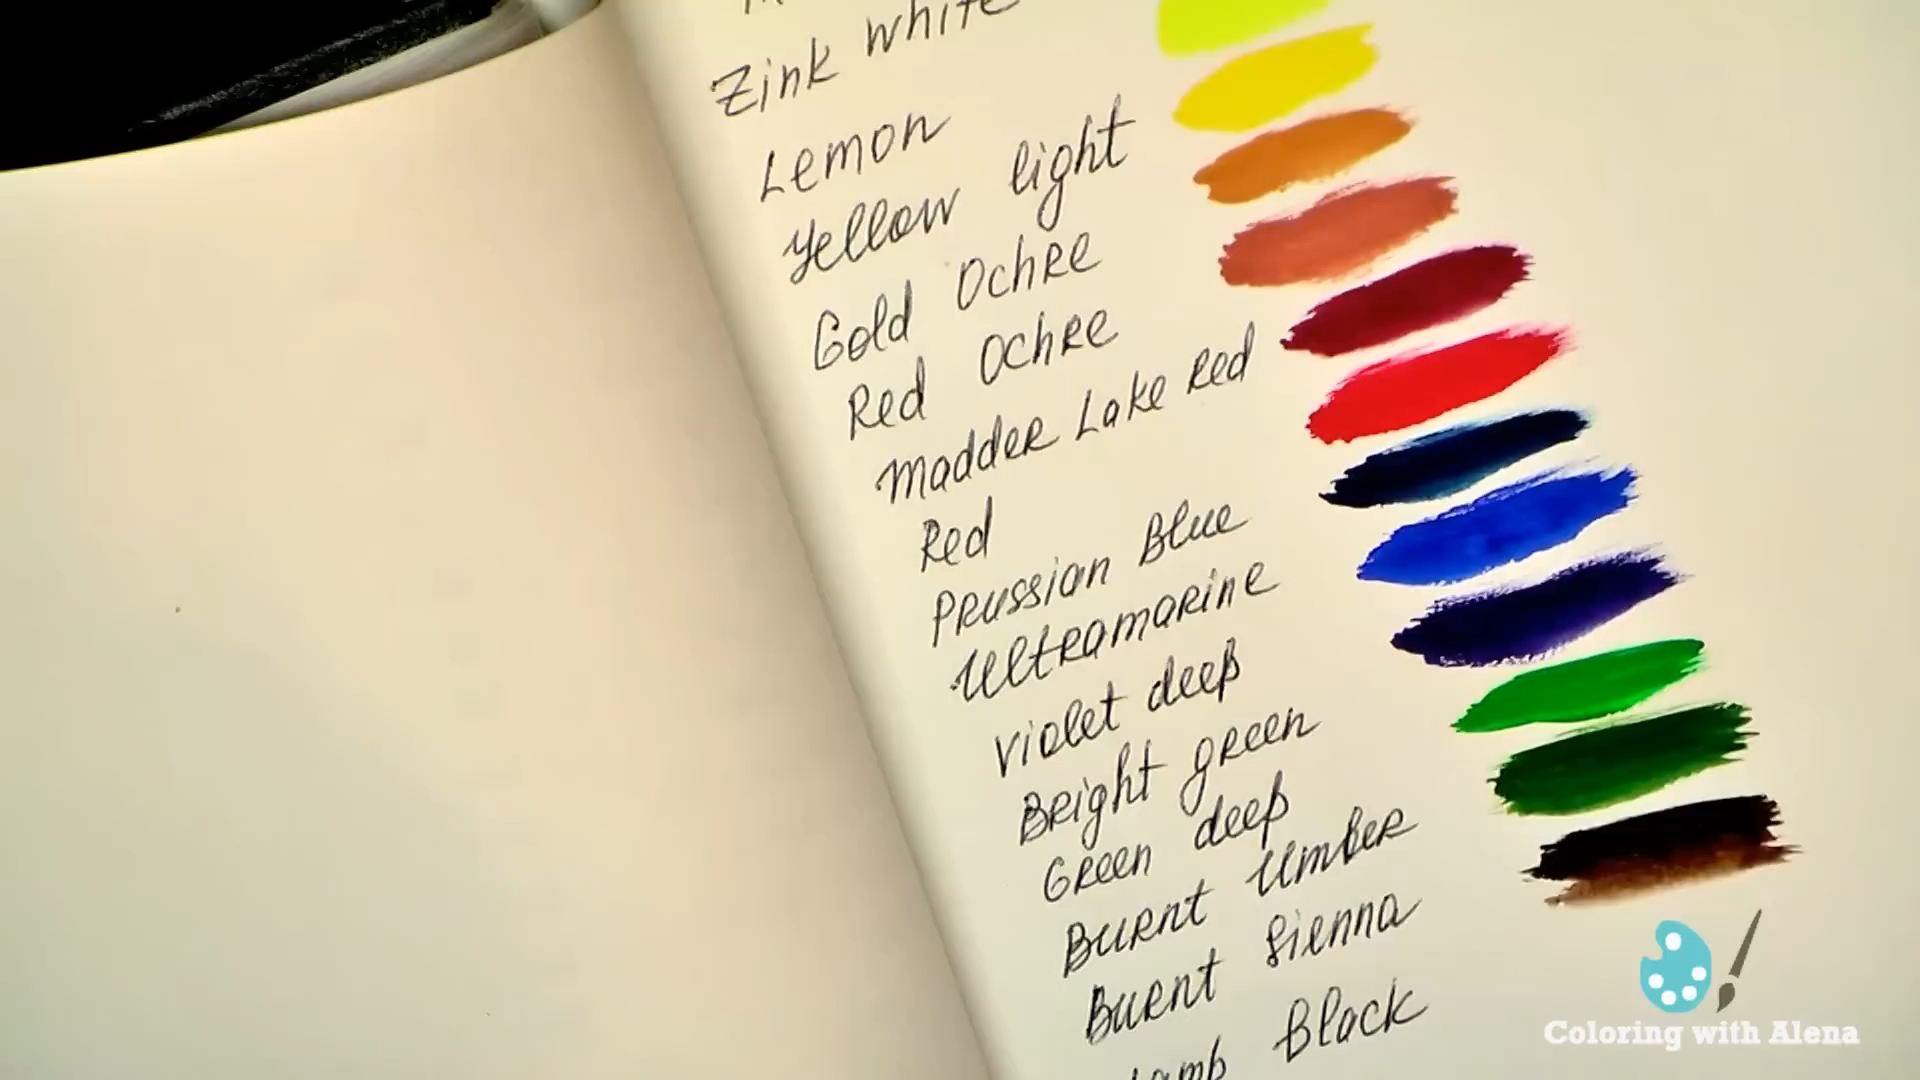 Zink white
Lemon
Yellow light
Gold Ochre
Red Ochre
Madder Lake Red
Red
Prussian Blue
Ultramarine
Violet deep
Bright green
Green deep
Burnt Umber
Burnt Sienna
Black
Coloring with Alena